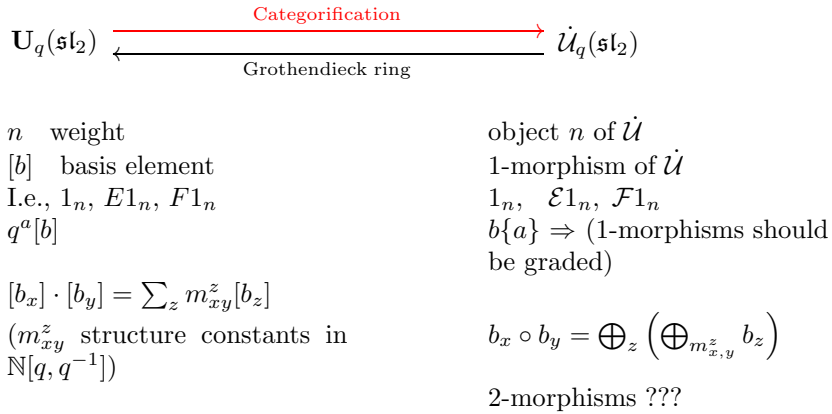 Categorification
U_q(𝔰𝔩₂) 𝒰̇_q(𝔰𝔩₂)
Grothendieck ring
n weight
object n of 𝒰̇
[b] basis element
1-morphism of 𝒰̇
I.e., 1_n, E1_n, F1_n
1_n, ℰ1_n, ℱ1_n
q^a[b]
b{a} ⇒ (1-morphisms should
be graded)
[b_x] · [b_y] = ∑_z m^z_{xy}[b_z]
(m^z_{xy} structure constants in
ℕ[q, q^{-1}])
b_x ∘ b_y = ⨁_z (⨁_{m^z_{x,y}} b_z)
2-morphisms ???